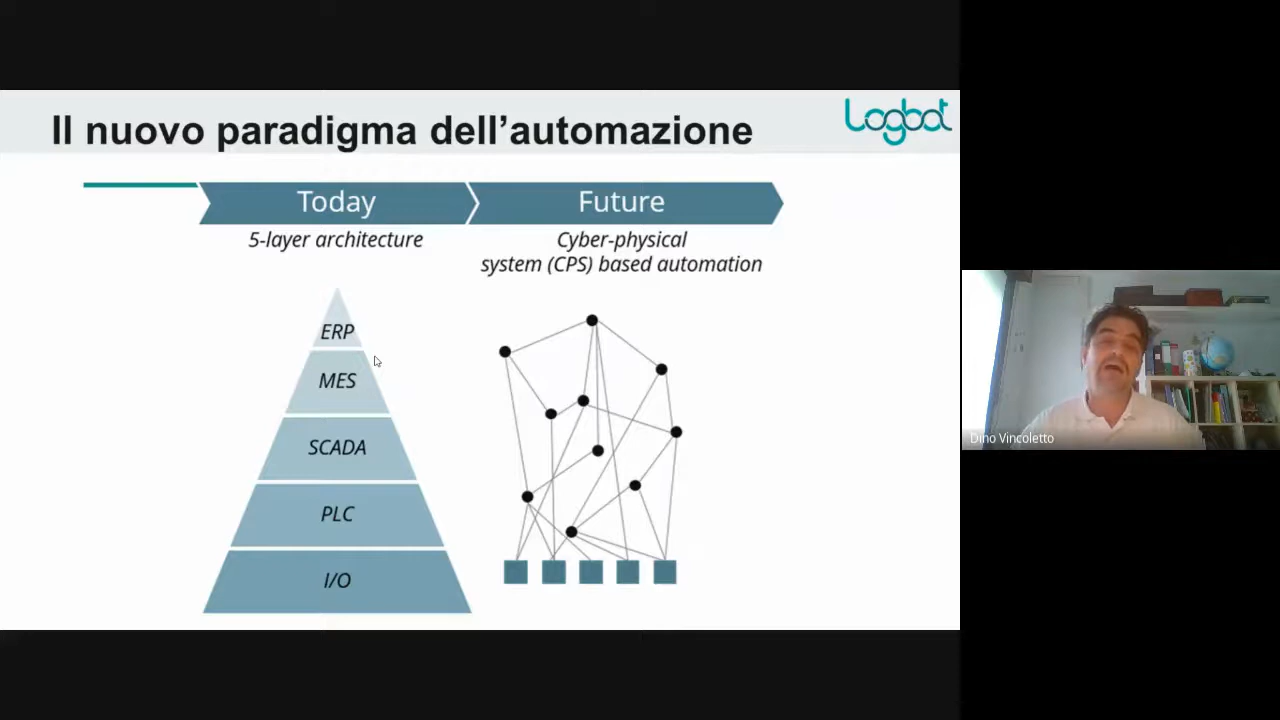 Il nuovo paradigma dell’automazione
Logbot
Today
Future
5-layer architecture
Cyber-physical
system (CPS) based automation
ERP
MES
SCADA
PLC
I/O
Dino Vincoletto